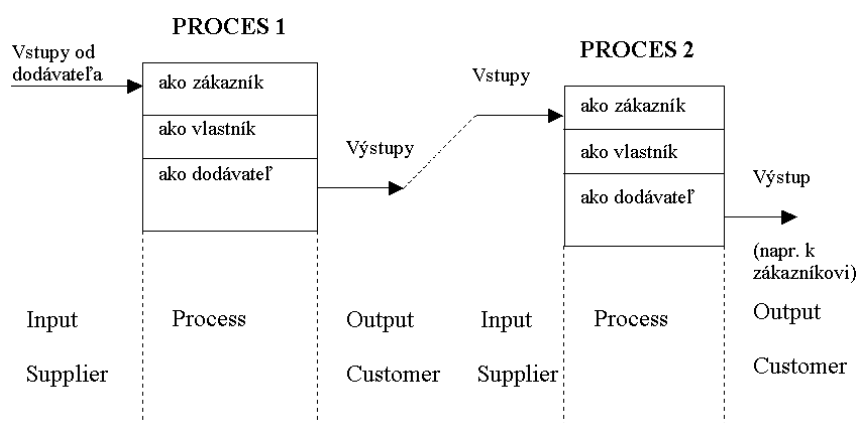 PROCES 1
Vstupy od
dodávateľa
ako zákazník
ako vlastník
ako dodávateľ
Výstupy
PROCES 2
Vstupy
ako zákazník
ako vlastník
ako dodávateľ
Výstup
(napr. k
zákazníkovi)
Input
Process
Output
Input
Process
Output
Supplier
Customer
Supplier
Customer